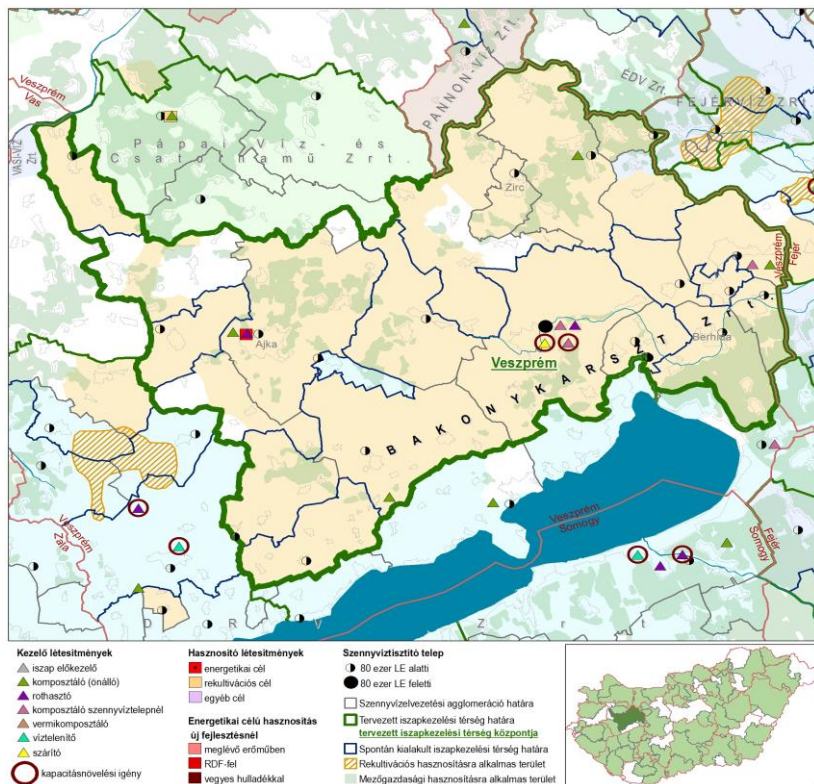 PANNON-VÍZ Zrt.
EDV Zrt.
FEJÉRVÍZ ZRT.
Veszprém
Vas
VASI-VÍZ
Zrt.
Pápai Víz- és
Csatornamű Zrt.
Zirc
Veszprém
Fejér
Ajka
Veszprém
Berhida
BAKONYKARSZT Zrt.
Veszprém
Zala
Veszprém
Somogy
Fejér
Somogy
D R V Z r t .
Kezelő létesítmények
iszap előkezelő
komposztáló (önálló)
rothasztó
komposztáló szennyvíztelepnél
vermikomposztáló
víztelenítő
szárító
kapacitásnövelési igény
Hasznosító létesítmények
energetikai cél
rekultivációs cél
egyéb cél
Energetikai célú hasznosítás
új fejlesztésnél
meglévő erőműben
RDF-fel
vegyes hulladékkal
Szennyvíztisztító telep
80 ezer LE alatti
80 ezer LE feletti
Szennyvízelvezetési agglomeráció határa
Tervezett iszapkezelési térség határa
tervezett iszapkezelési térség központja
Spontán kialakult iszapkezelési térség határa
Rekultivációs hasznosításra alkalmas terület
Mezőgazdasági hasznosításra alkalmas terület